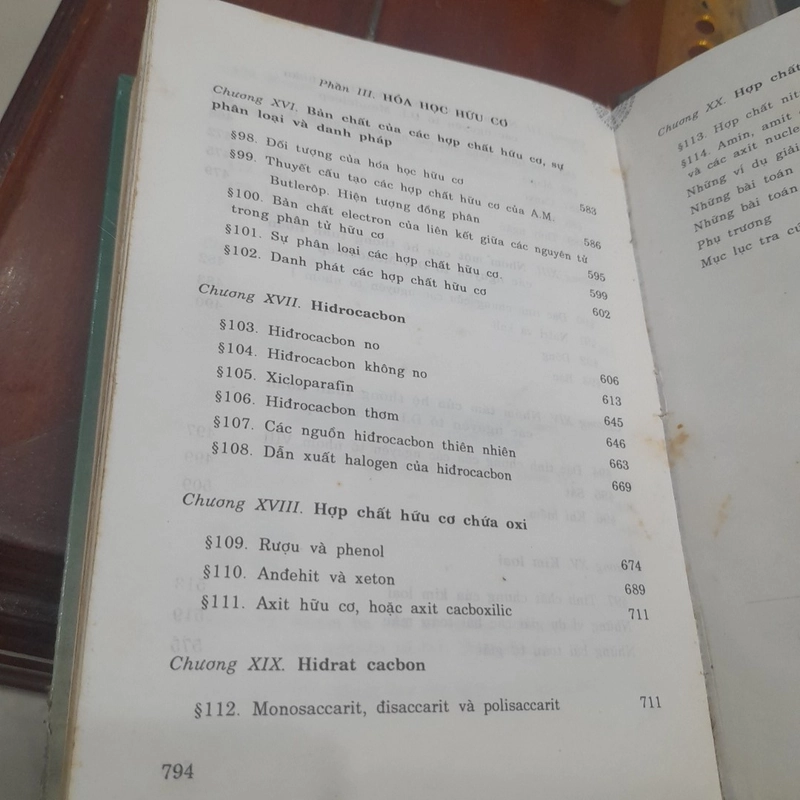 Phần III. HÓA HỌC HỮU CƠ
Chương XVI. Bản chất của các hợp chất hữu cơ, sự
phân loại và danh pháp
§98. Đối tượng của hóa học hữu cơ 583
§99. Thuyết cấu tạo các hợp chất hữu cơ của A.M.
Butlerôp. Hiện tượng đồng phân 586
§100. Bản chất electron của liên kết giữa các nguyên tử
trong phân tử hữu cơ 595
§101. Sự phân loại các hợp chất hữu cơ. 599
§102. Danh phát các hợp chất hữu cơ 602
Chương XVII. Hiđrocacbon
§103. Hiđrocacbon no 606
§104. Hiđrocacbon không no 613
§105. Xicloparafin 645
§106. Hiđrocacbon thơm 646
§107. Các nguồn hiđrocacbon thiên nhiên 663
§108. Dẫn xuất halogen của hiđrocacbon 669
Chương XVIII. Hợp chất hữu cơ chứa oxi
§109. Rượu và phenol 674
§110. Anđehit và xeton 689
§111. Axit hữu cơ, hoặc axit cacboxilic 711
Chương XIX. Hidrat cacbon
§112. Monosaccarit, đisaccarit và polisaccarit 711
794
Chương XX. Hợp chất
§113. Hợp chất nit
§114. Amin, amit
và các axit nucle
Những ví dụ giải
Những bài toán
Những bài toán
Phụ trương
Mục lục tra cứ